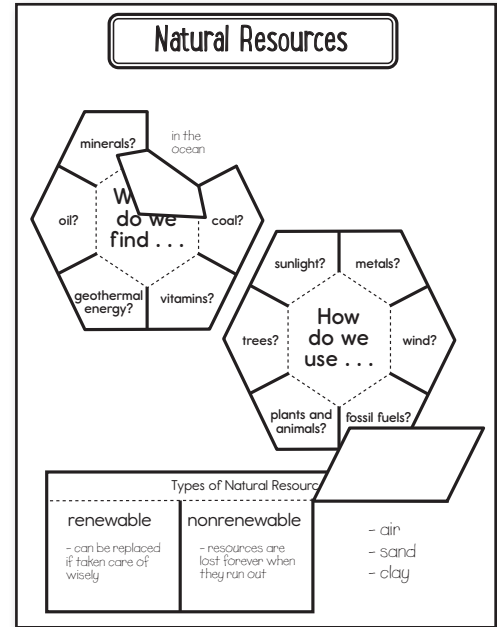 Natural Resources
minerals?
in the
ocean
oil?
do we
find . . .
coal?
geothermal
energy?
vitamins?
sunlight?
metals?
trees?
How
do we
use . . .
wind?
plants and
animals?
fossil fuels?
Types of Natural
renewable
- can be replaced
if taken care of
wisely
nonrenewable
- resources are
lost forever when
they run out
- air
- sand
- clay